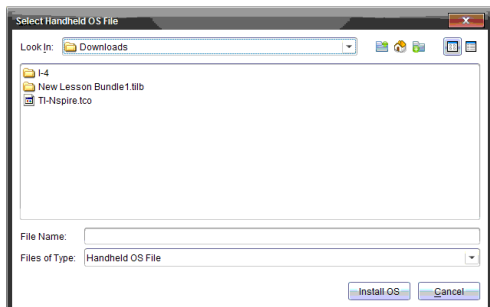 Select Handheld OS File
Look In: Downloads
I-4
New Lesson Bundle1.tilb
TI-Nspire.tco
File Name:
Files of Type: Handheld OS File
Install OS Cancel